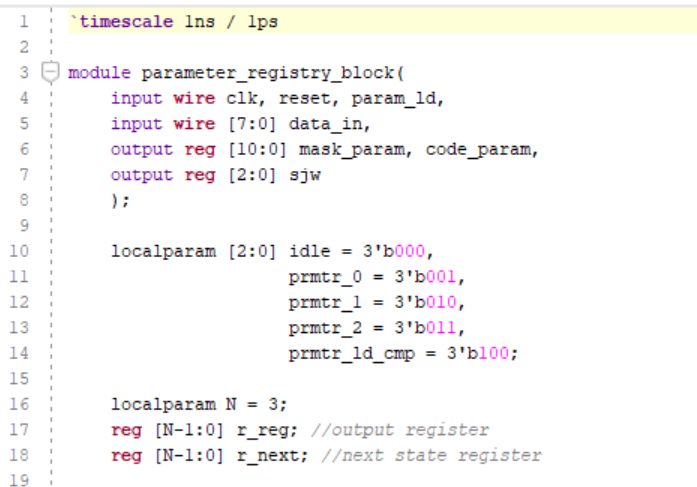 1 `timescale 1ns / 1ps
2
3 module parameter_registry_block(
4 input wire clk, reset, param_ld,
5 input wire [7:0] data_in,
6 output reg [10:0] mask_param, code_param,
7 output reg [2:0] sjw
8 );
9
10 localparam [2:0] idle = 3'b000,
11 prmtr_0 = 3'b001,
12 prmtr_1 = 3'b010,
13 prmtr_2 = 3'b011,
14 prmtr_ld_cmp = 3'b100;
15
16 localparam N = 3;
17 reg [N-1:0] r_reg; //output register
18 reg [N-1:0] r_next; //next state register
19